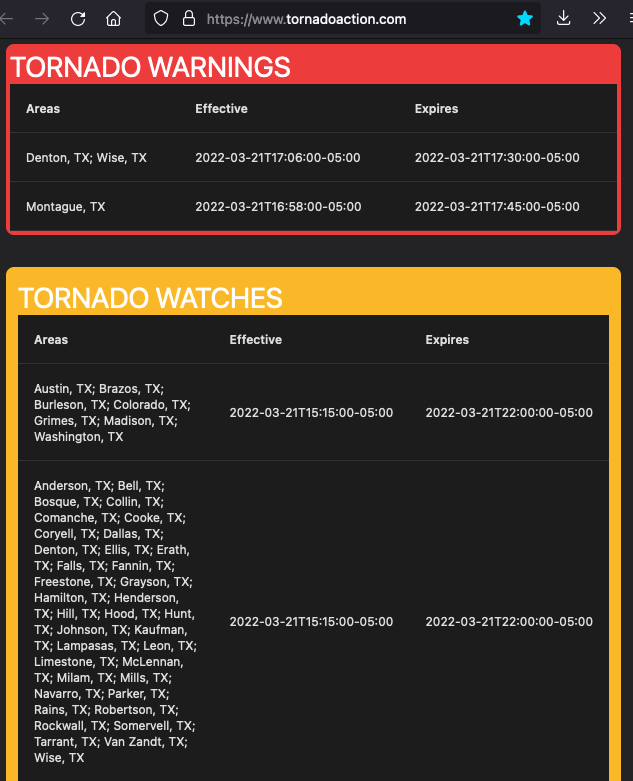 https://www.tornadoaction.com
TORNADO WARNINGS
Areas Effective Expires
Denton, TX; Wise, TX 2022-03-21T17:06:00-05:00 2022-03-21T17:30:00-05:00
Montague, TX 2022-03-21T16:58:00-05:00 2022-03-21T17:45:00-05:00
TORNADO WATCHES
Areas Effective Expires
Austin, TX; Brazos, TX;
Burleson, TX; Colorado, TX;
Grimes, TX; Madison, TX;
Washington, TX
2022-03-21T15:15:00-05:00 2022-03-21T22:00:00-05:00
Anderson, TX; Bell, TX;
Bosque, TX; Collin, TX;
Comanche, TX; Cooke, TX;
Coryell, TX; Dallas, TX;
Denton, TX; Ellis, TX; Erath,
TX; Falls, TX; Fannin, TX;
Freestone, TX; Grayson, TX;
Hamilton, TX; Henderson,
TX; Hill, TX; Hood, TX; Hunt,
TX; Johnson, TX; Kaufman,
TX; Lampasas, TX; Leon, TX;
Limestone, TX; McLennan,
TX; Milam, TX; Mills, TX;
Navarro, TX; Parker, TX;
Rains, TX; Robertson, TX;
Rockwall, TX; Somervell, TX;
Tarrant, TX; Van Zandt, TX;
Wise, TX
2022-03-21T15:15:00-05:00 2022-03-21T22:00:00-05:00